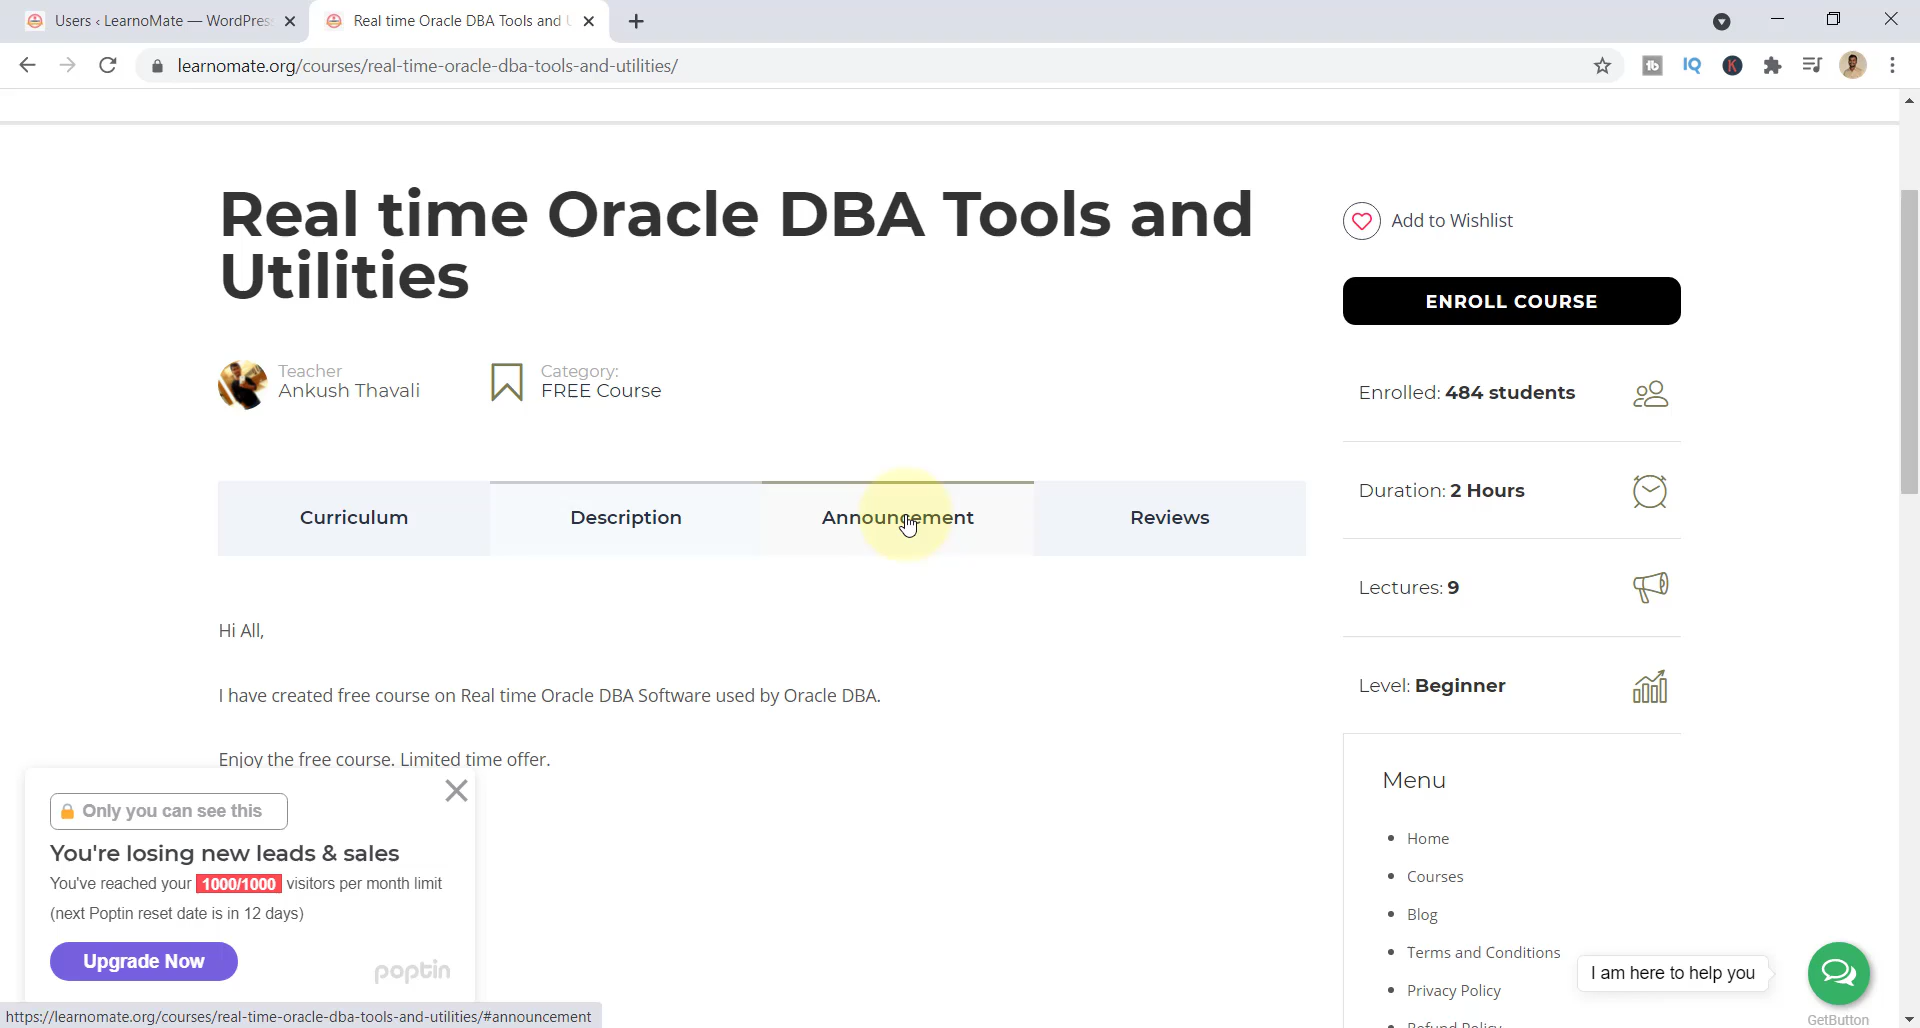 Users ‹ LearnoMate — WordPres
Real time Oracle DBA Tools and U
learnomate.org/courses/real-time-oracle-dba-tools-and-utilities/
tb
IQ
K
Real time Oracle DBA Tools and
Utilities
Add to Wishlist
ENROLL COURSE
Teacher
Ankush Thavali
Category:
FREE Course
Enrolled: 484 students
Duration: 2 Hours
Lectures: 9
Level: Beginner
Curriculum
Description
Announcement
Reviews
Hi All,
I have created free course on Real time Oracle DBA Software used by Oracle DBA.
Enjoy the free course. Limited time offer.
Only you can see this
You're losing new leads & sales
You've reached your 1000/1000 visitors per month limit
(next Poptin reset date is in 12 days)
Upgrade Now
poptin
Menu
Home
Courses
Blog
Terms and Conditions
Privacy Policy
Refund Policy
I am here to help you
GetButton
https://learnomate.org/courses/real-time-oracle-dba-tools-and-utilities/#announcement